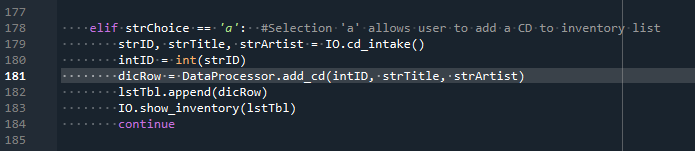 177
178 elif strChoice == 'a': #Selection 'a' allows user to add a CD to inventory list
179 strID, strTitle, strArtist = IO.cd_intake()
180 intID = int(strID)
181 dicRow = DataProcessor.add_cd(intID, strTitle, strArtist)
182 lstTbl.append(dicRow)
183 IO.show_inventory(lstTbl)
184 continue
185